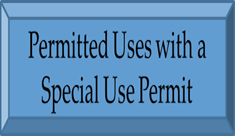 Permitted Uses with a
Special Use Permit